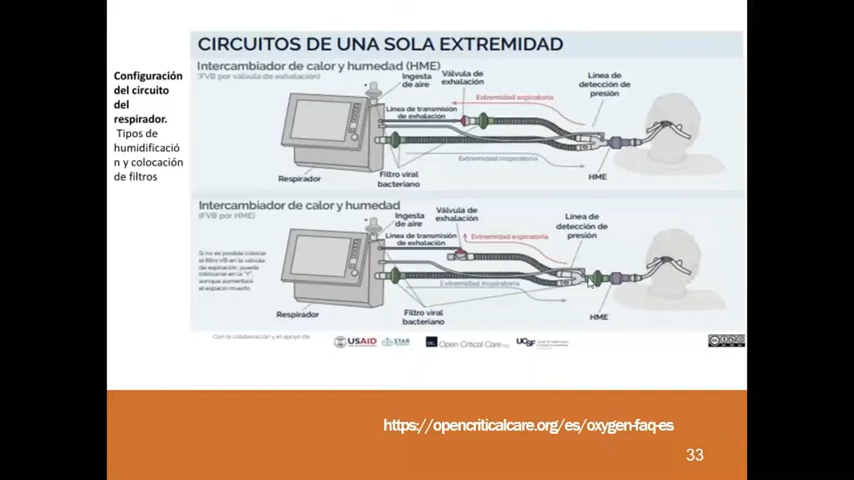 CIRCUITOS DE UNA SOLA EXTREMIDAD
Configuración
del circuito
del
respirador.
Tipos de
humidificació
n y colocación
de filtros
Intercambiador de calor y humedad (HME)
(FVB por válvula de exhalación)
Ingesta
de aire
Válvula de
exhalación
Línea de
detección de
presión
Extremidad espiratoria
Línea de transmisión
de exhalación
Extremidad inspiratoria
Respirador
Filtro viral
bacteriano
HME
Intercambiador de calor y humedad
(FVB por HME)
Ingesta
de aire
Válvula de
exhalación
Línea de
detección de
presión
Línea de transmisión
de exhalación
Extremidad espiratoria
Si no es posible colocar
el filtro VB en la válvula
de espiración, puede
colocarse en la "Y",
aunque aumentará
el espacio muerto.
Extremidad inspiratoria
Respirador
Filtro viral
bacteriano
HME
Con la colaboración y el apoyo de:
USAID
STAR
Open Critical Care
UCSF
https://opencriticalcare.org/es/oxygen-faq-es
33